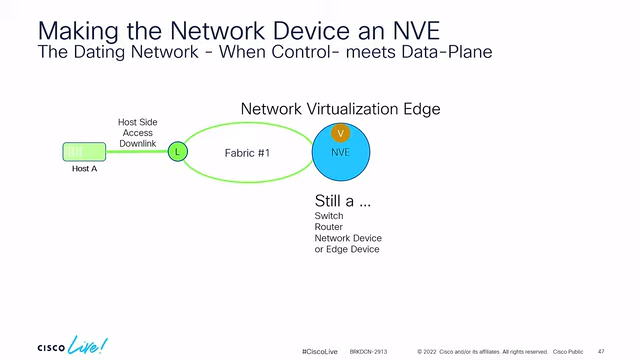 Making the Network Device an NVE
The Dating Network - When Control- meets Data-Plane
Network Virtualization Edge
Host Side
Access
Downlink
L
Fabric #1
V
NVE
Host A
Still a ...
Switch
Router
Network Device
or Edge Device
CISCO Live!
#CiscoLive
BRKDCN-2913
© 2022 Cisco and/or its affiliates. All rights reserved. Cisco Public
47